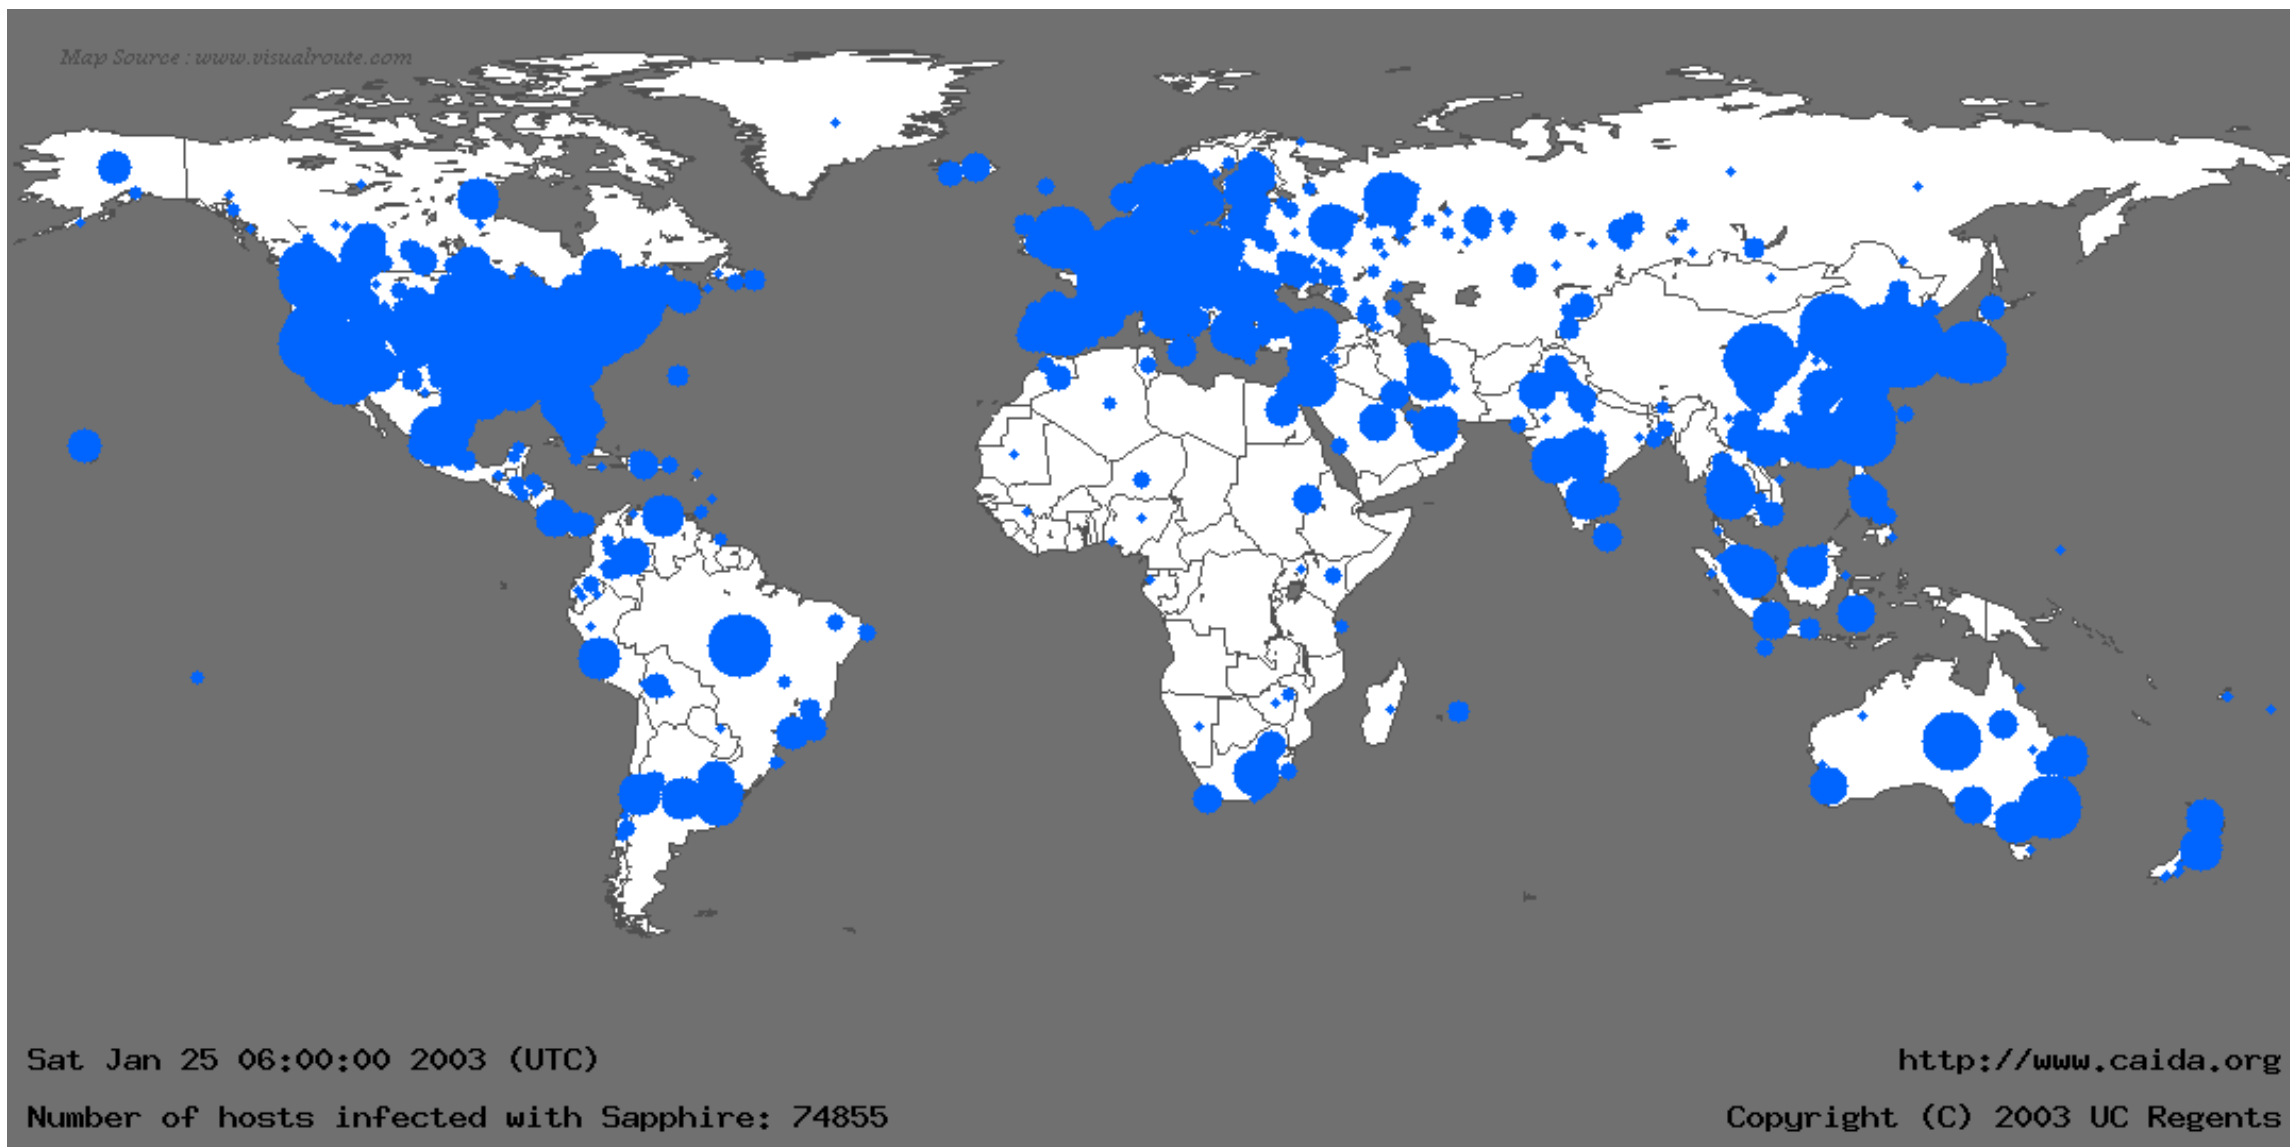 Map Source : www.visualroute.com
Sat Jan 25 06:00:00 2003 (UTC)
http://www.caida.org
Number of hosts infected with Sapphire: 74855
Copyright (C) 2003 UC Regents